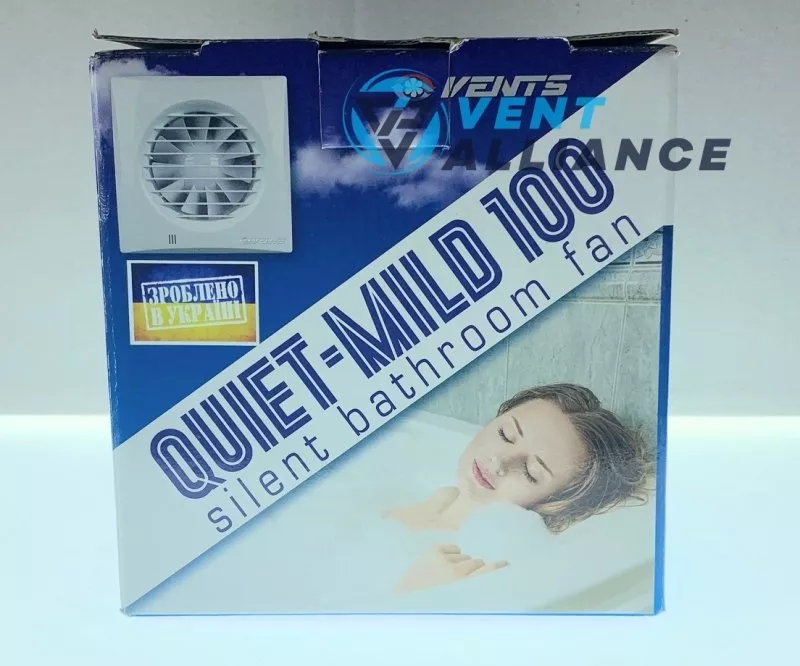 VENTS
VENT
ALLIANCE
ЗРОБЛЕНО
В УКРАЇНІ
QUIET-MILD 100
silent bathroom fan